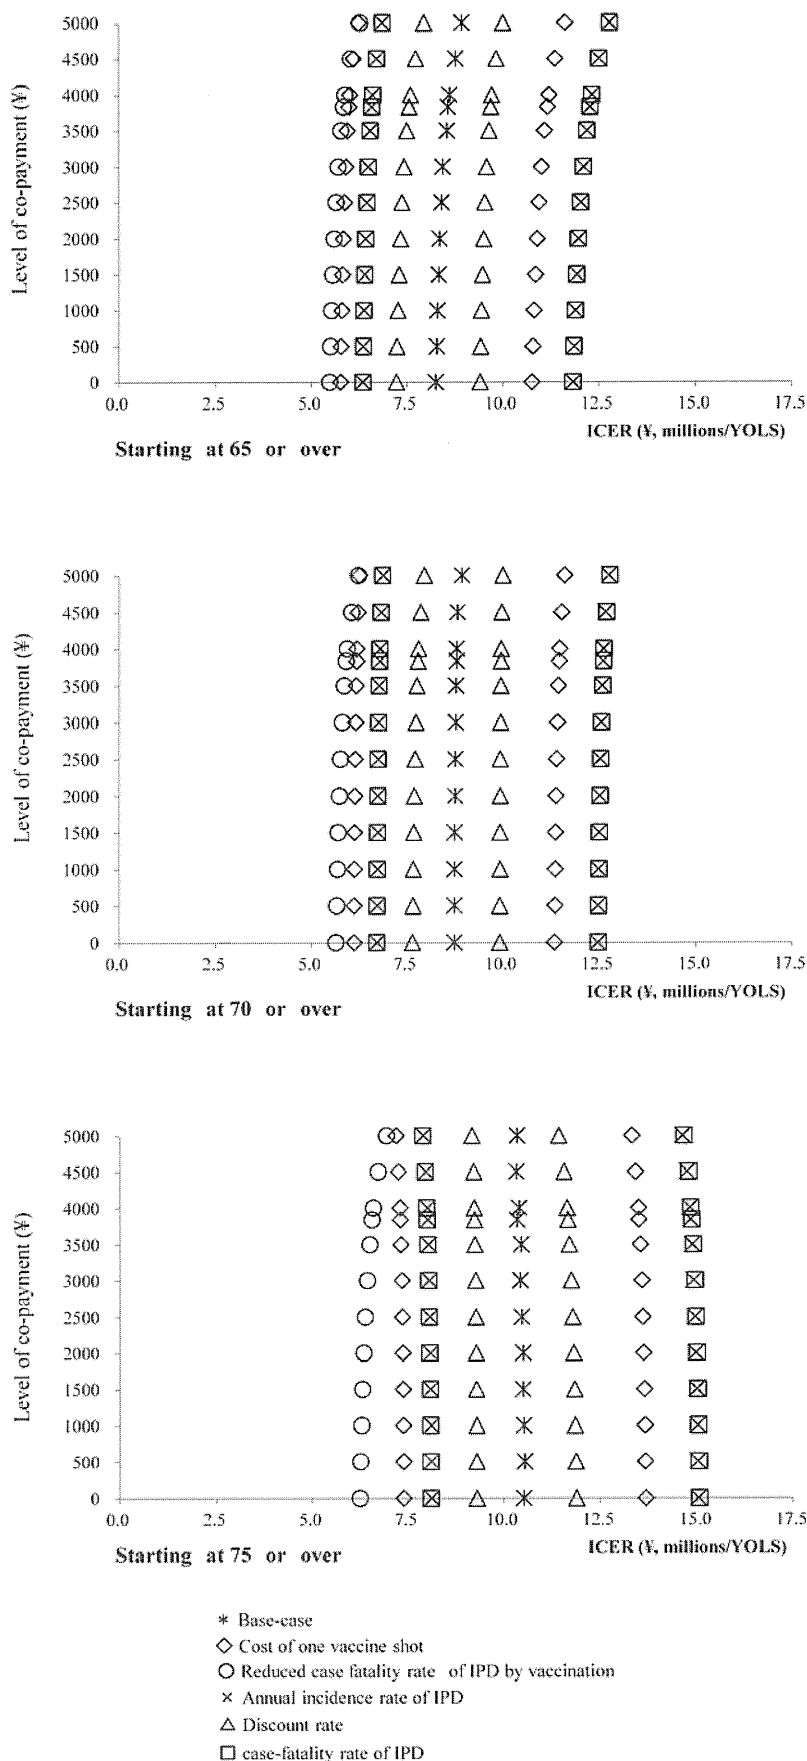 Level of co-payment (¥)
5000
4500
4000
3500
3000
2500
2000
1500
1000
500
0
0.0 2.5 5.0 7.5 10.0 12.5 15.0 17.5
ICER (¥, millions/YOLS)
Starting at 65 or over
Level of co-payment (¥)
5000
4500
4000
3500
3000
2500
2000
1500
1000
500
0
0.0 2.5 5.0 7.5 10.0 12.5 15.0 17.5
ICER (¥, millions/YOLS)
Starting at 70 or over
Level of co-payment (¥)
5000
4500
4000
3500
3000
2500
2000
1500
1000
500
0
0.0 2.5 5.0 7.5 10.0 12.5 15.0 17.5
ICER (¥, millions/YOLS)
Starting at 75 or over
Base-case
Cost of one vaccine shot
Reduced case fatality rate of IPD by vaccination
Annual incidence rate of IPD
Discount rate
case-fatality rate of IPD